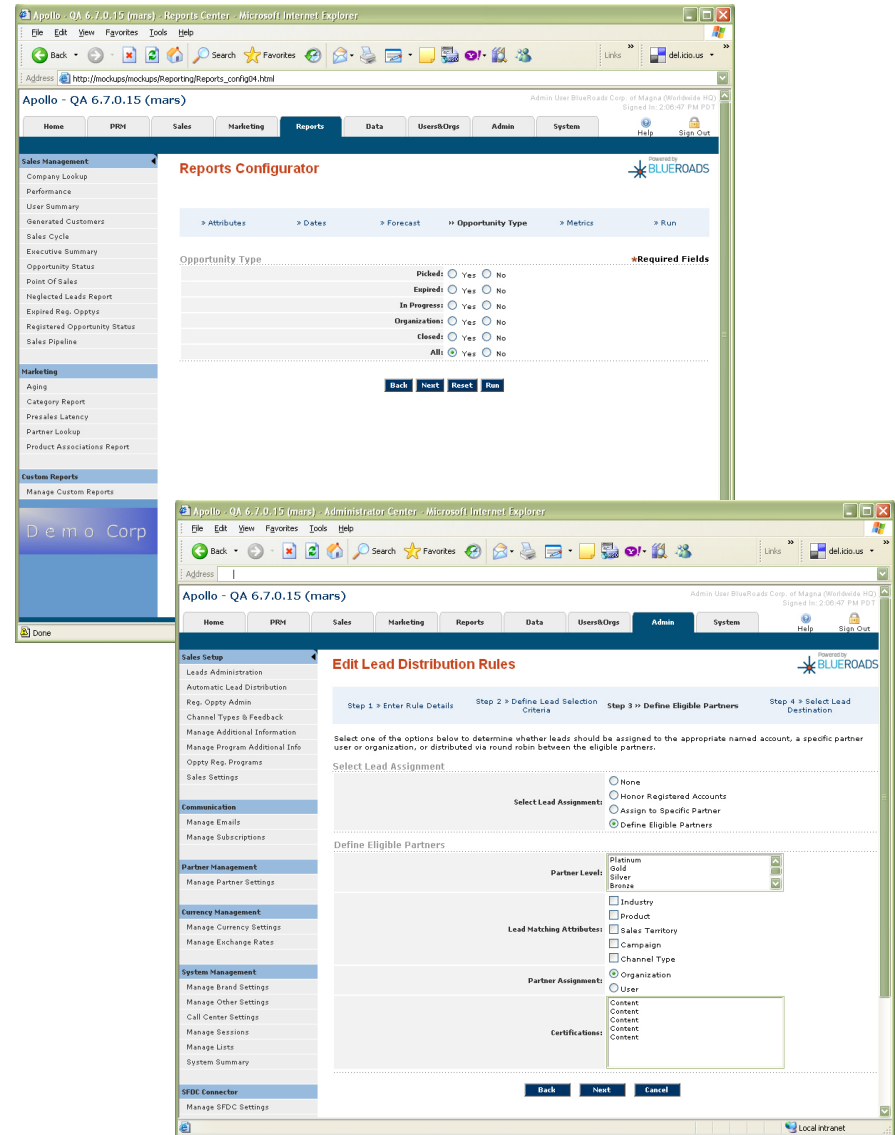 Apollo - QA 6.7.0.15 (mars) - Reports Center - Microsoft Internet Explorer
File Edit View Favorites Tools Help
Back Search Favorites Links » del.icio.us »
Address http://mockups/mockups/Reporting/Reports_config04.html
Apollo - QA 6.7.0.15 (mars)
Admin User BlueRoads Corp. of Magna (Worldwide HQ)
Signed In: 2:06:47 PM PDT
Home PRM Sales Marketing Reports Data Users&Orgs Admin System Help Sign Out
Sales Management
Company Lookup
Performance
User Summary
Generated Customers
Sales Cycle
Executive Summary
Opportunity Status
Point Of Sales
Neglected Leads Report
Expired Reg. Opptys
Registered Opportunity Status
Sales Pipeline
Marketing
Aging
Category Report
Presales Latency
Partner Lookup
Product Associations Report
Custom Reports
Manage Custom Reports
Demo Corp
Reports Configurator
Powered by
BLUEROADS
» Attributes » Dates » Forecast »» Opportunity Type » Metrics » Run
Opportunity Type
*Required Fields
Picked: Yes No
Expired: Yes No
In Progress: Yes No
Organization: Yes No
Closed: Yes No
All: Yes No
Back Next Reset Run
Done
Apollo - QA 6.7.0.15 (mars) - Administrator Center - Microsoft Internet Explorer
File Edit View Favorites Tools Help
Back Search Favorites Links » del.icio.us »
Address
Apollo - QA 6.7.0.15 (mars)
Admin User BlueRoads Corp. of Magna (Worldwide HQ)
Signed In: 2:06:47 PM PDT
Home PRM Sales Marketing Reports Data Users&Orgs Admin System Help Sign Out
Sales Setup
Leads Administration
Automatic Lead Distribution
Reg. Oppty Admin
Channel Types & Feedback
Manage Additional Information
Manage Program Additional Info
Oppty Reg. Programs
Sales Settings
Communication
Manage Emails
Manage Subscriptions
Partner Management
Manage Partner Settings
Currency Management
Manage Currency Settings
Manage Exchange Rates
System Management
Manage Brand Settings
Manage Other Settings
Call Center Settings
Manage Sessions
Manage Lists
System Summary
SFDC Connector
Manage SFDC Settings
Edit Lead Distribution Rules
Powered by
BLUEROADS
Step 1 » Enter Rule Details
Step 2 » Define Lead Selection
Criteria
Step 3 »» Define Eligible Partners
Step 4 » Select Lead
Destination
Select one of the options below to determine whether leads should be assigned to the appropriate named account, a specific partner
user or organization, or distributed via round robin between the eligible partners.
Select Lead Assignment
Select Lead Assignment:
None
Honor Registered Accounts
Assign to Specific Partner
Define Eligible Partners
Define Eligible Partners
Partner Level:
Platinum
Gold
Silver
Bronze
Lead Matching Attributes:
Industry
Product
Sales Territory
Campaign
Channel Type
Partner Assignment:
Organization
User
Certifications:
Content
Content
Content
Content
Content
Back Next Cancel
Local intranet